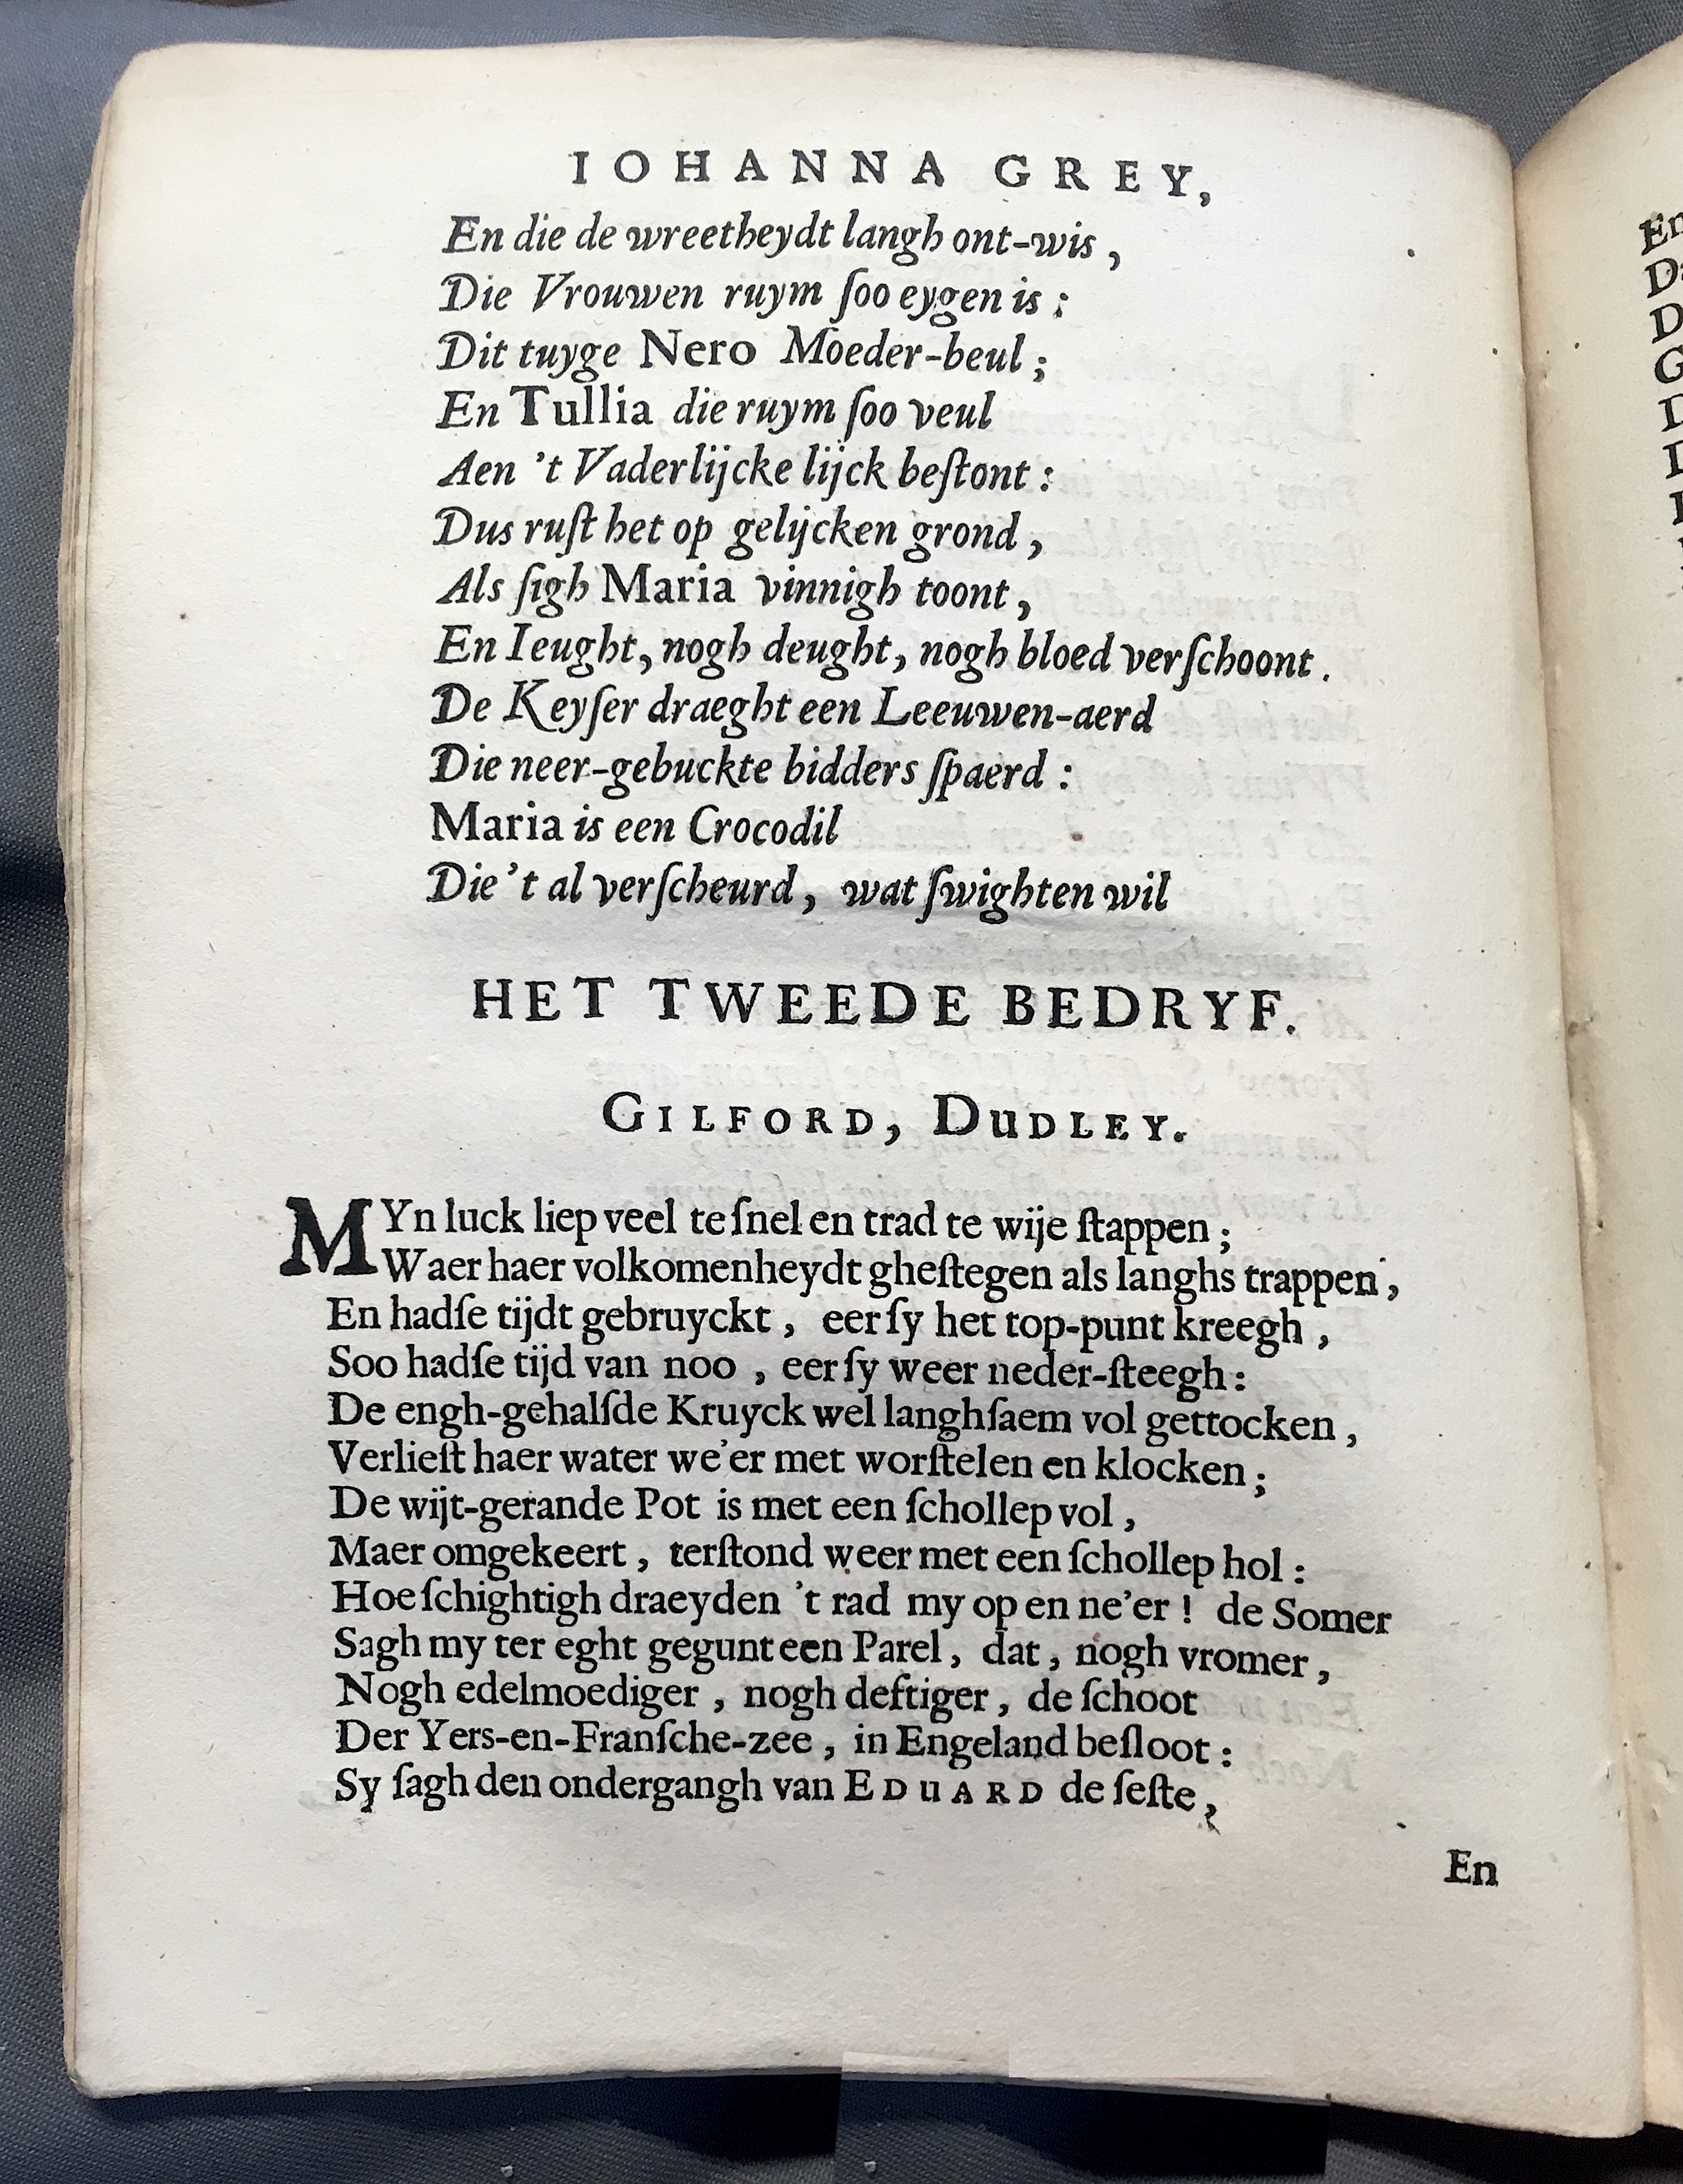 IOHANNA GREY,
En die de wreetheydt langh ont-wis,
Die Vrouwen ruym ſoo eygen is:
Dit tuyge Nero Moeder-beul;
En Tullia die ruym ſoo veul
Aen 't Vaderlijcke lijck beſtont:
Dus ruſt het op gelijcken grond,
Als ſigh Maria vinnigh toont,
En Ieught, nogh deught, nogh bloed verſchoont.
De Keyſer draeght een Leeuwen-aerd
Die neer-gebuckte bidders ſpaerd:
Maria is een Crocodil
Die 't al verſcheurd, wat ſwighten wil
HET TWEEDE BEDRYF.
GILFORD, DUDLEY.
MYn luck liep veel te ſnel en trad te wije ſtappen;
Waer haer volkomenheydt gheſtegen als langhs trappen,
En hadſe tijdt gebruyckt, eer ſy het top-punt kreegh,
Soo hadſe tijd van noo, eer ſy weer neder-ſteegh:
De engh-gehalſde Kruyck wel langhſaem vol gettocken,
Verlieſt haer water we'er met worſtelen en klocken;
De wijt-gerande Pot is met een ſchollep vol,
Maer omgekeert, terſtond weer met een ſchollep hol:
Hoe ſchightigh draeyden 't rad my op en ne'er! de Somer
Sagh my ter eght gegunt een Parel, dat, nogh vromer,
Nogh edelmoediger, nogh deftiger, de ſchoot
Der Yers-en-Franſche-zee, in Engeland beſloot:
Sy ſagh den ondergangh van EDUARD de ſeſte,
En